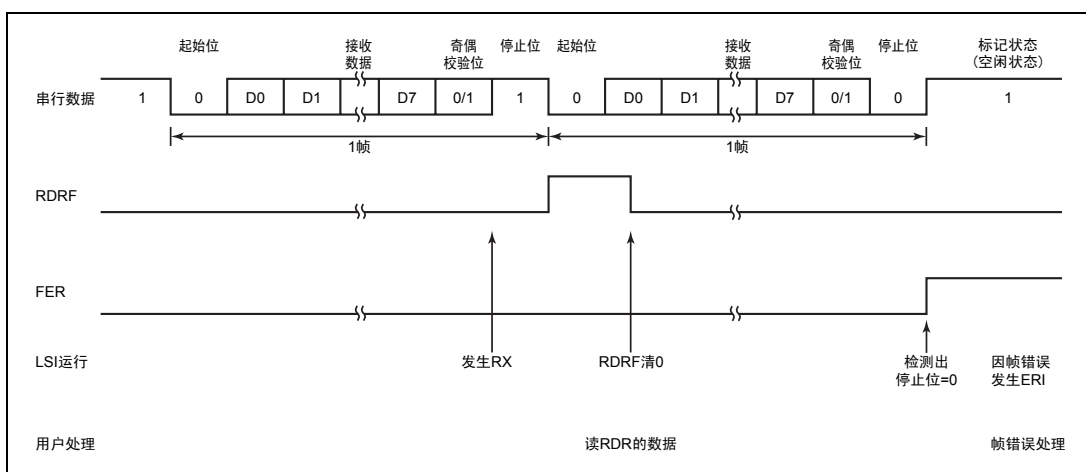 起始位 接收 奇偶 停止位 起始位 接收 奇偶 停止位 标记状态
数据 校验位 数据 校验位 (空闲状态)
串行数据 1 0 D0 D1 D7 0/1 1 0 D0 D1 D7 0/1 0 1
1帧 1帧
RDRF
FER
LSI运行 发生RX RDRF清0 检测出 因帧错误
停止位=0 发生ERI
用户处理 读RDR的数据 帧错误处理